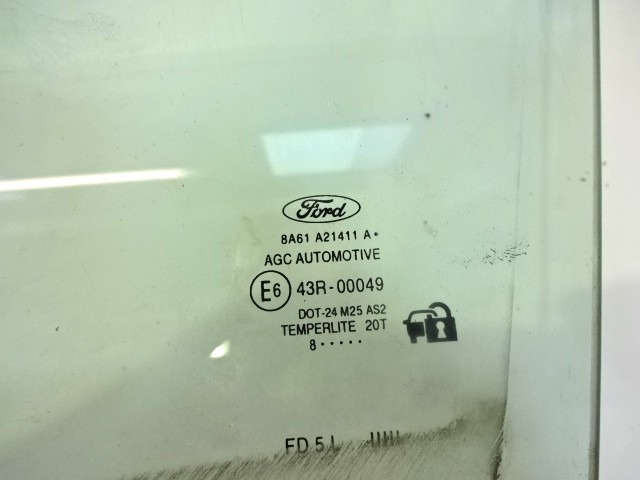 Ford
8A61 A21411 A•
AGC AUTOMOTIVE
E6 43R-00049
DOT-24 M25 AS2
TEMPERLITE 20T
8•••••
FD 5 L